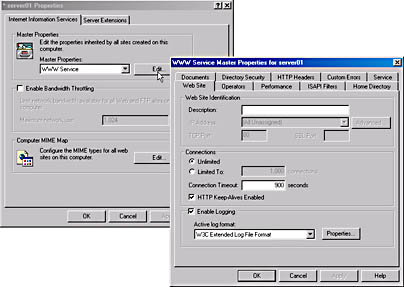 * server01 Properties
Internet Information Services
Server Extensions
Master Properties
Edit the properties inherited by all sites created on this
computer.
Master Properties:
WWW Service
Edit...
Enable Bandwidth Throttling
Limit network bandwidth available for all Web and FTP sites on
computer.
Maximum network use:
1,024
Computer MIME Map
Configure the MIME types for all web
sites on this computer.
Edit...
OK
Cancel
WWW Service Master Properties for server01
Documents
Directory Security
HTTP Headers
Custom Errors
Service
Web Site
Operators
Performance
ISAPI Filters
Home Directory
Web Site Identification
Description:
IP Address:
(All Unassigned)
Advanced...
TCP Port:
80
SSL Port:
Connections
Unlimited
Limited To:
1,000
connections
Connection Timeout:
900
seconds
HTTP Keep-Alives Enabled
Enable Logging
Active log format:
W3C Extended Log File Format
Properties...
OK
Cancel
Apply
Help